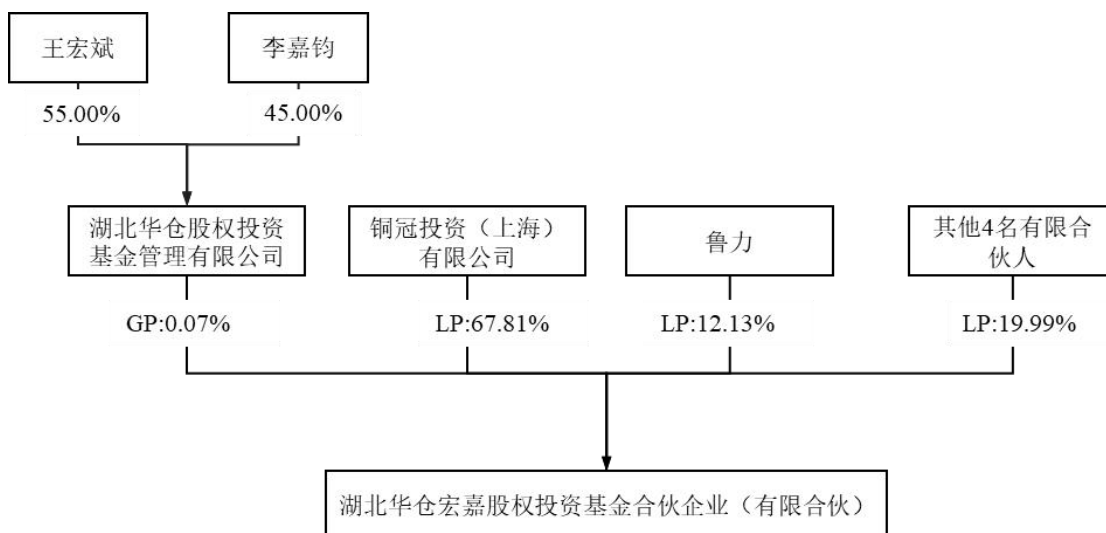 王宏斌
李嘉钧
55.00%
45.00%
湖北华仓股权投资
基金管理有限公司
铜冠投资（上海）
有限公司
鲁力
其他4名有限合
伙人
GP:0.07%
LP:67.81%
LP:12.13%
LP:19.99%
湖北华仓宏嘉股权投资基金合伙企业（有限合伙）